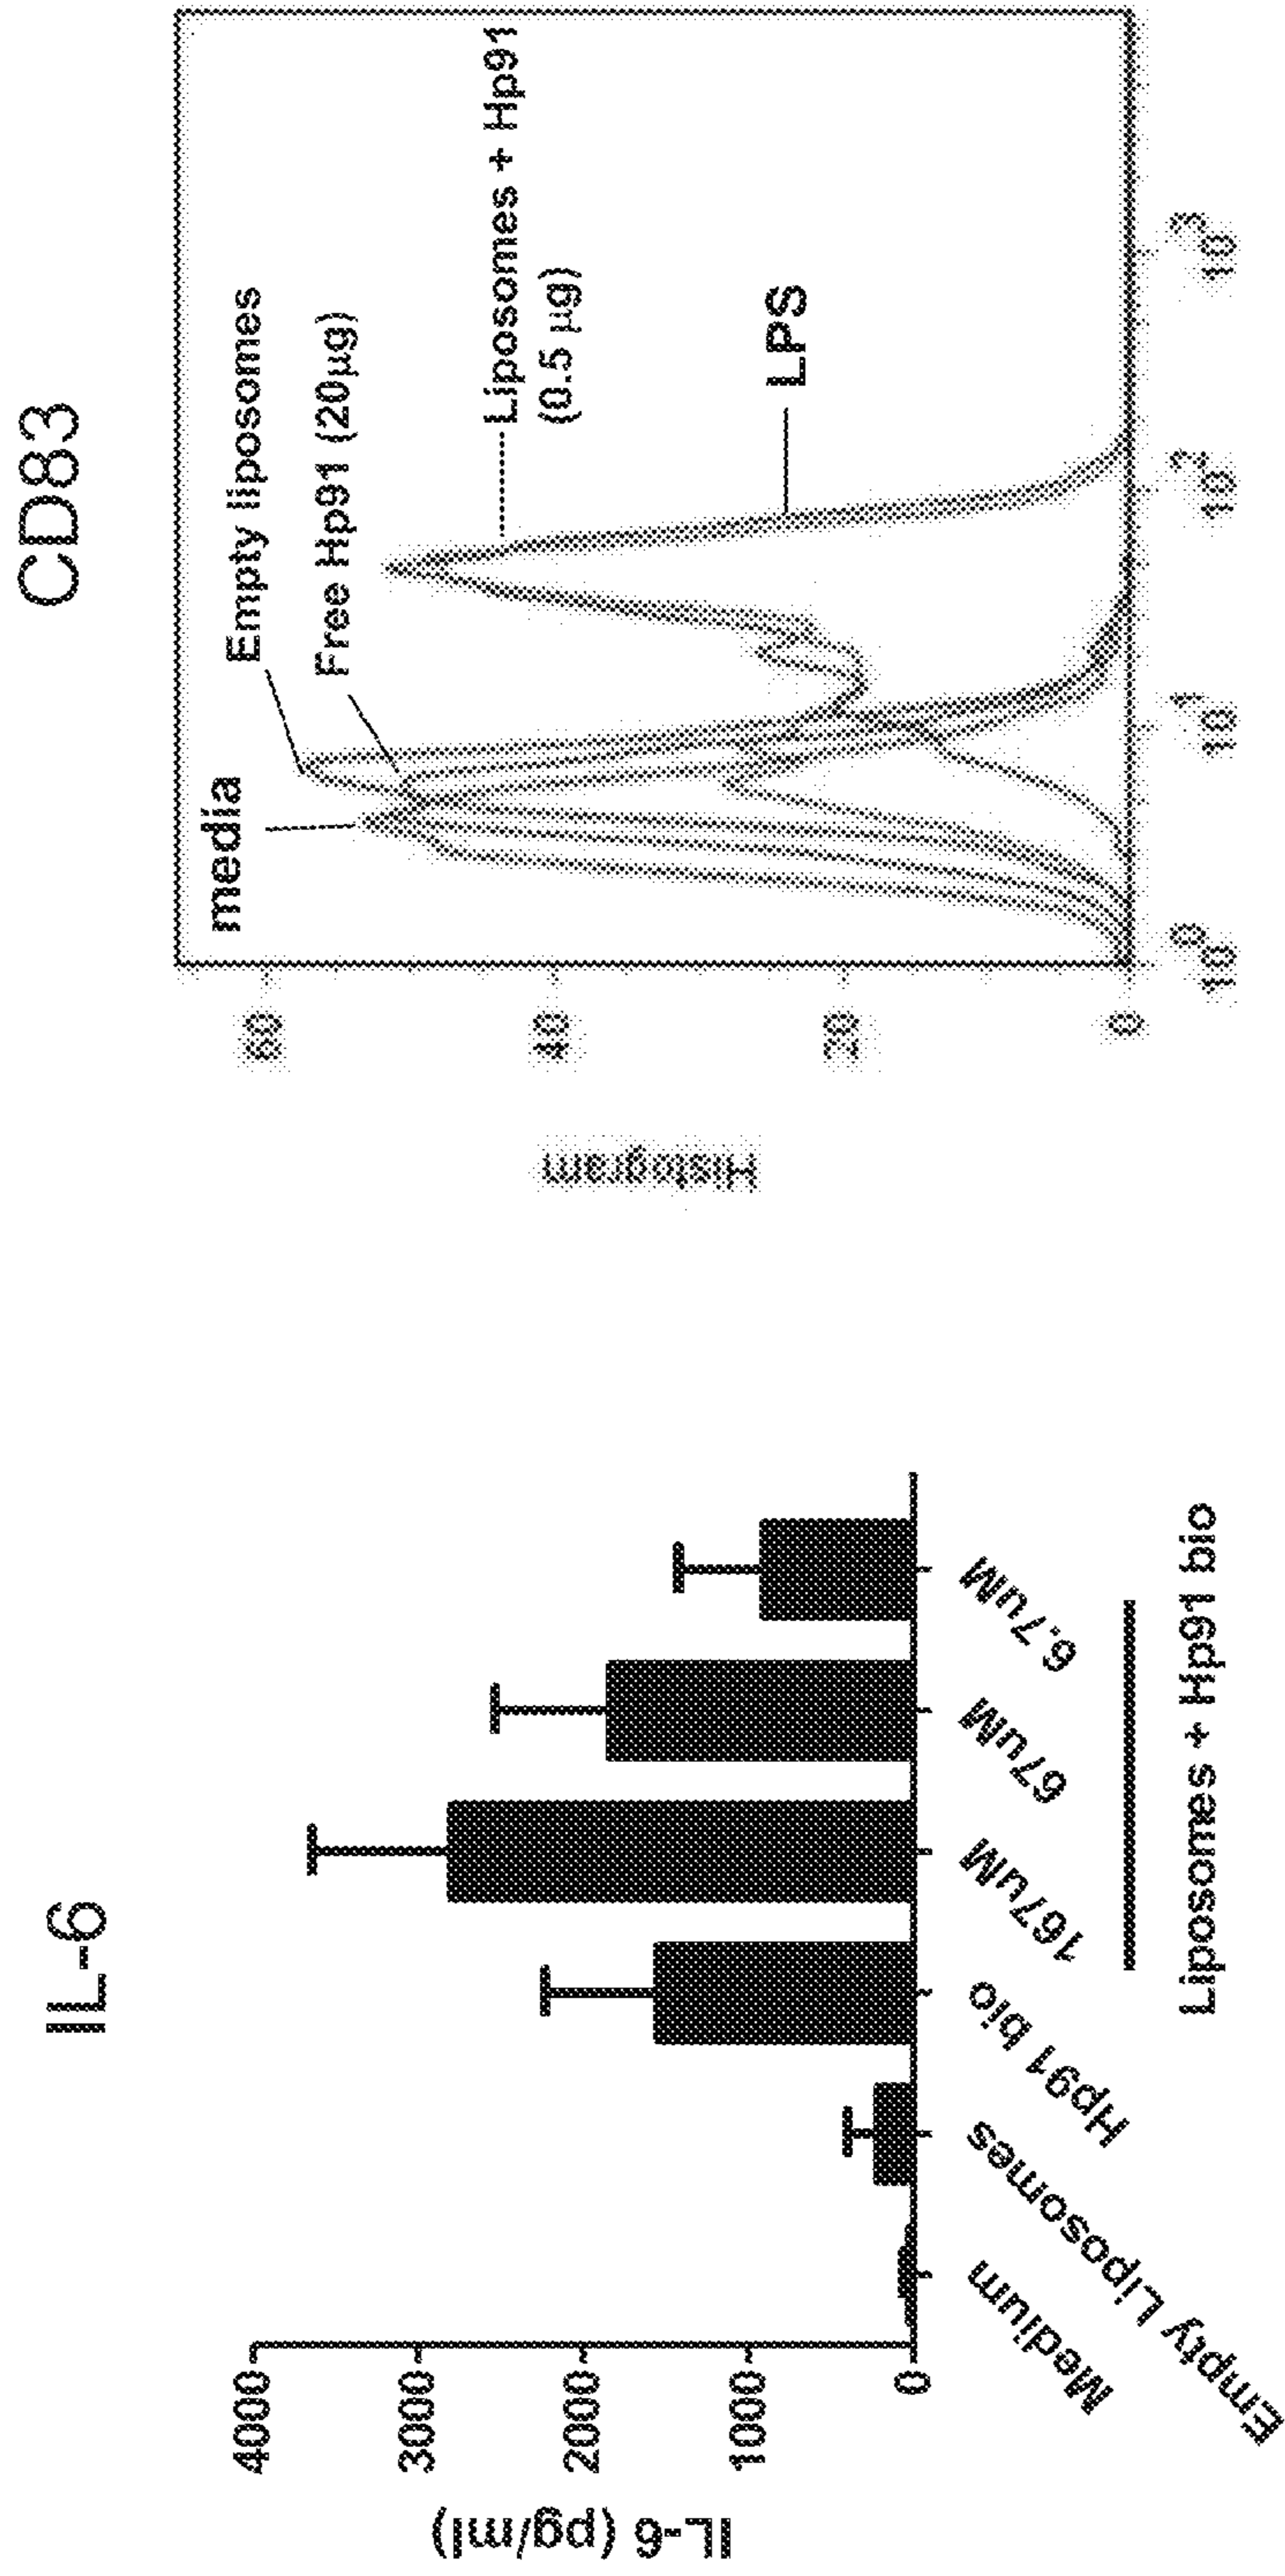 IL-6
IL-6 (pg/ml)
4000
3000
2000
1000
0
Medium
Empty Liposomes
Hp91 bio
167uM
67uM
6.7uM
Liposomes + Hp91 bio
CD83
Histogram
60
40
20
0
media
Empty liposomes
Free Hp91 (20µg)
Liposomes + Hp91
(0.5 µg)
LPS
10^0
10^1
10^2
10^3